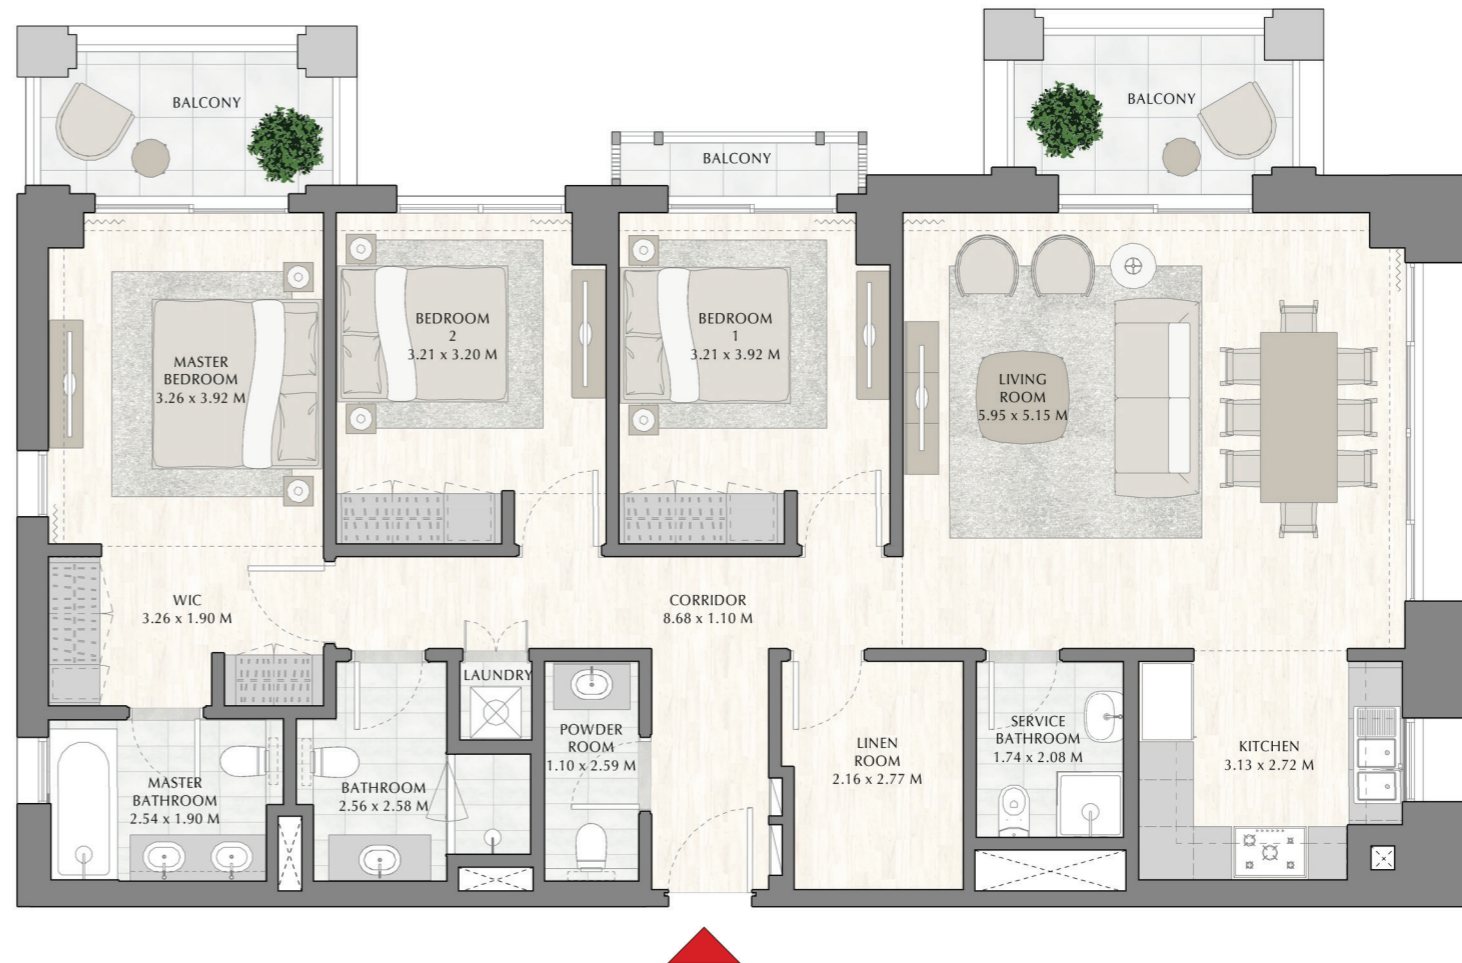 BALCONY
BALCONY
BALCONY
MASTER
BEDROOM
3.26 x 3.92 M
BEDROOM
2
3.21 x 3.20 M
BEDROOM
1
3.21 x 3.92 M
LIVING
ROOM
5.95 x 5.15 M
WIC
3.26 x 1.90 M
CORRIDOR
8.68 x 1.10 M
LAUNDRY
MASTER
BATHROOM
2.54 x 1.90 M
BATHROOM
2.56 x 2.58 M
POWDER
ROOM
1.10 x 2.59 M
LINEN
ROOM
2.16 x 2.77 M
SERVICE
BATHROOM
1.74 x 2.08 M
KITCHEN
3.13 x 2.72 M